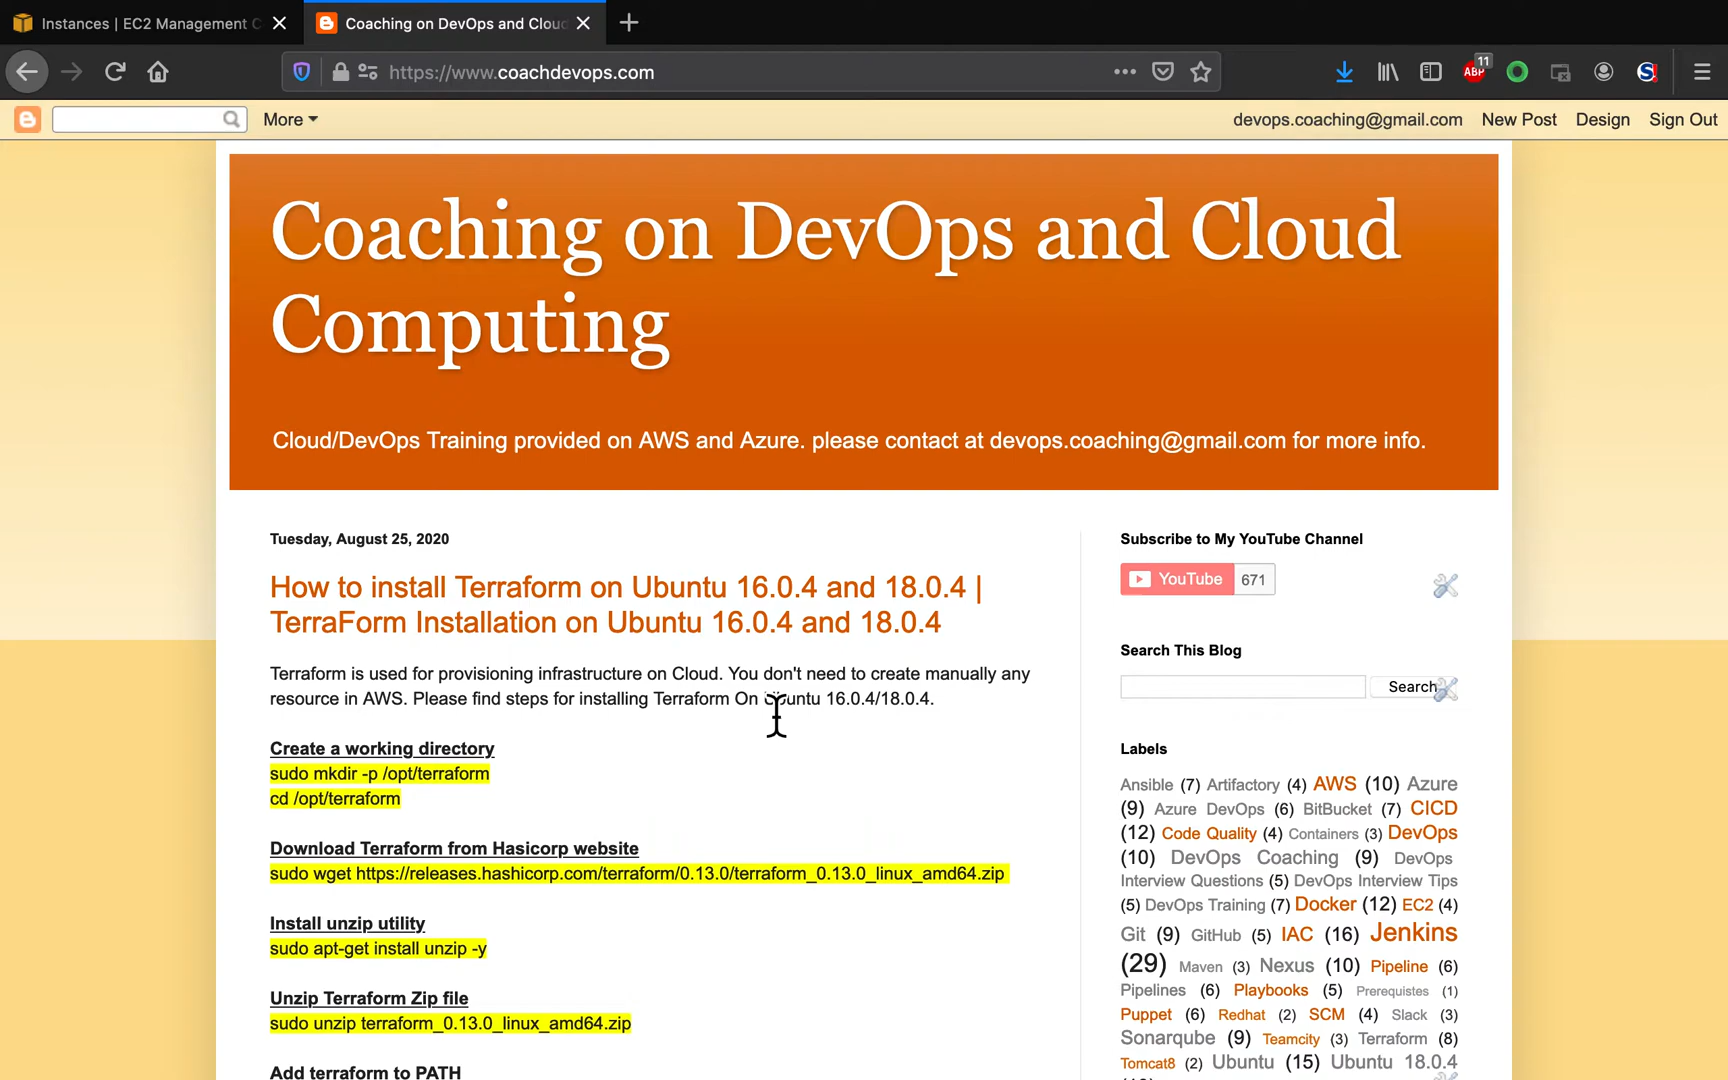 Instances | EC2 Management C
Coaching on DevOps and Cloud
https://www.coachdevops.com
11
ABP
More
devops.coaching@gmail.com New Post Design Sign Out
Coaching on DevOps and Cloud
Computing
Cloud/DevOps Training provided on AWS and Azure. please contact at devops.coaching@gmail.com for more info.
Tuesday, August 25, 2020
How to install Terraform on Ubuntu 16.0.4 and 18.0.4 |
TerraForm Installation on Ubuntu 16.0.4 and 18.0.4
Terraform is used for provisioning infrastructure on Cloud. You don't need to create manually any
resource in AWS. Please find steps for installing Terraform On Ubuntu 16.0.4/18.0.4.
Create a working directory
sudo mkdir -p /opt/terraform
cd /opt/terraform
Download Terraform from Hasicorp website
sudo wget https://releases.hashicorp.com/terraform/0.13.0/terraform_0.13.0_linux_amd64.zip
Install unzip utility
sudo apt-get install unzip -y
Unzip Terraform Zip file
sudo unzip terraform_0.13.0_linux_amd64.zip
Add terraform to PATH
Subscribe to My YouTube Channel
YouTube 671
Search This Blog
Search
Labels
Ansible (7) Artifactory (4) AWS (10) Azure
(9) Azure DevOps (6) BitBucket (7) CICD
(12) Code Quality (4) Containers (3) DevOps
(10) DevOps Coaching (9) DevOps
Interview Questions (5) DevOps Interview Tips
(5) DevOps Training (7) Docker (12) EC2 (4)
Git (9) GitHub (5) IAC (16) Jenkins
(29) Maven (3) Nexus (10) Pipeline (6)
Pipelines (6) Playbooks (5) Prerequistes (1)
Puppet (6) Redhat (2) SCM (4) Slack (3)
Sonarqube (9) Teamcity (3) Terraform (8)
Tomcat8 (2) Ubuntu (15) Ubuntu 18.0.4